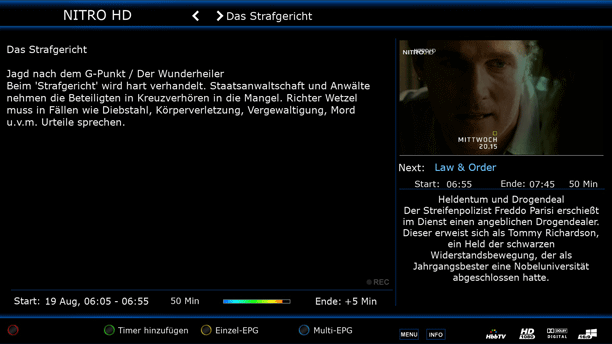 NITRO HD
Das Strafgericht
Das Strafgericht
Jagd nach dem G-Punkt / Der Wunderheiler
Beim 'Strafgericht' wird hart verhandelt. Staatsanwaltschaft und Anwälte
nehmen die Beteiligten in Kreuzverhören in die Mangel. Richter Wetzel
muss in Fällen wie Diebstahl, Körperverletzung, Vergewaltigung, Mord
u.v.m. Urteile sprechen.
REC
Start: 19 Aug, 06:05 - 06:55 50 Min Ende: +5 Min
NITRO
MITTWOCH
20.15
Next: Law & Order
Start: 06:55 Ende: 07:45 50 Min
Heldentum und Drogendeal
Der Streifenpolizist Freddo Parisi erschießt
im Dienst einen angeblichen Drogendealer.
Dieser erweist sich als Tommy Richardson,
ein Held der schwarzen
Widerstandsbewegung, der als
Jahrgangsbester eine Nobeluniversität
abgeschlossen hatte.
Timer hinzufügen Einzel-EPG Multi-EPG MENU INFO HbbTV HD DOLBY DIGITAL 16:9